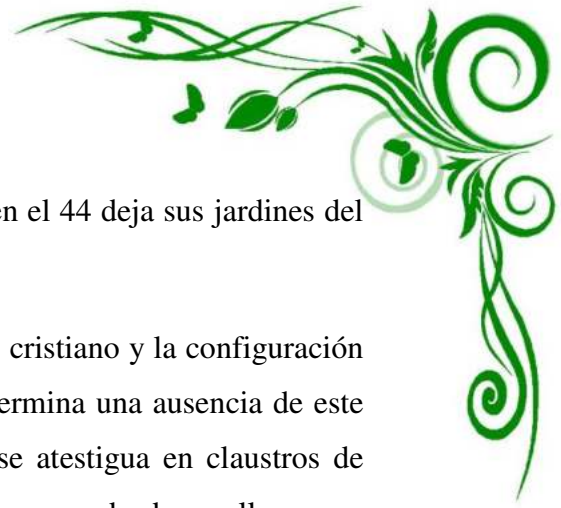 en el 44 deja sus jardines del
cristiano y la configuración
ermina una ausencia de este
se atestigua en claustros de